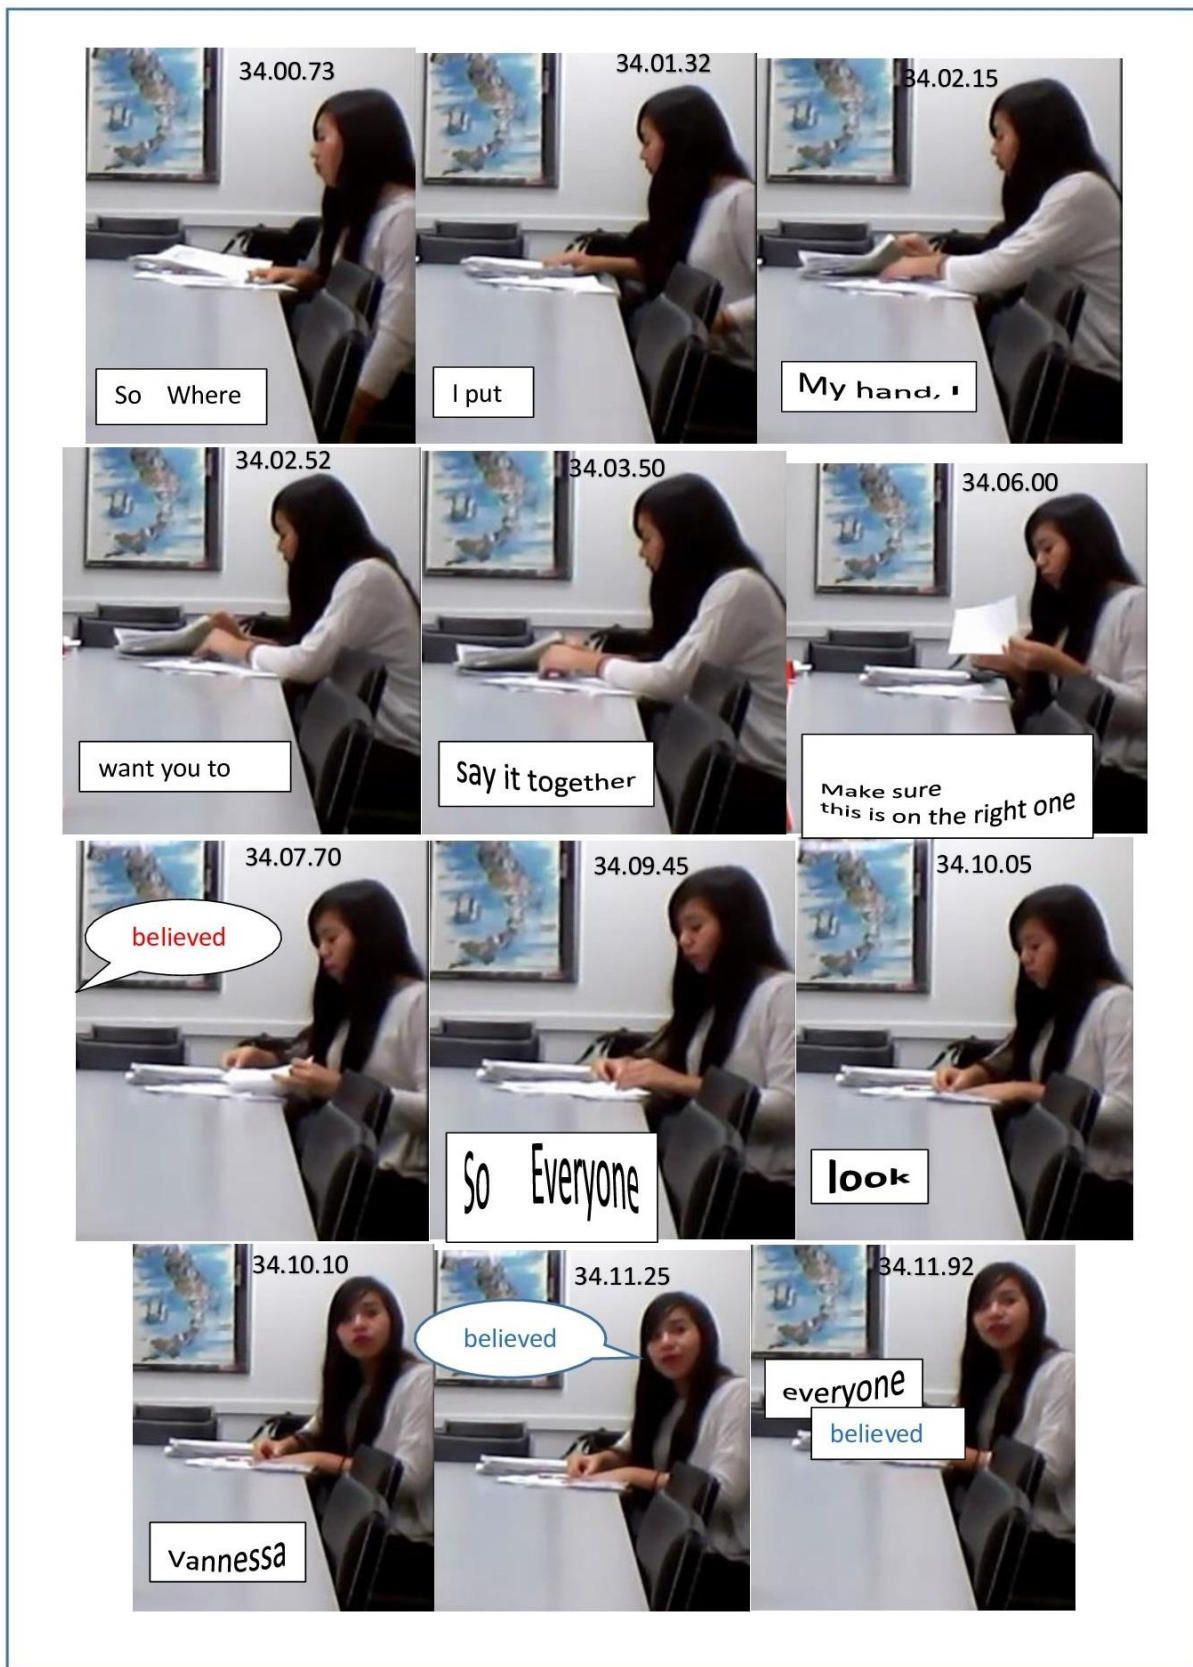 34.00.73
So Where
34.01.32
I put
34.02.15
My hand, I
34.02.52
want you to
34.03.50
say it together
34.06.00
Make sure
this is on the right one
34.07.70
believed
34.09.45
So Everyone
34.10.05
look
34.10.10
Vannessa
34.11.25
believed
34.11.92
everyone
believed